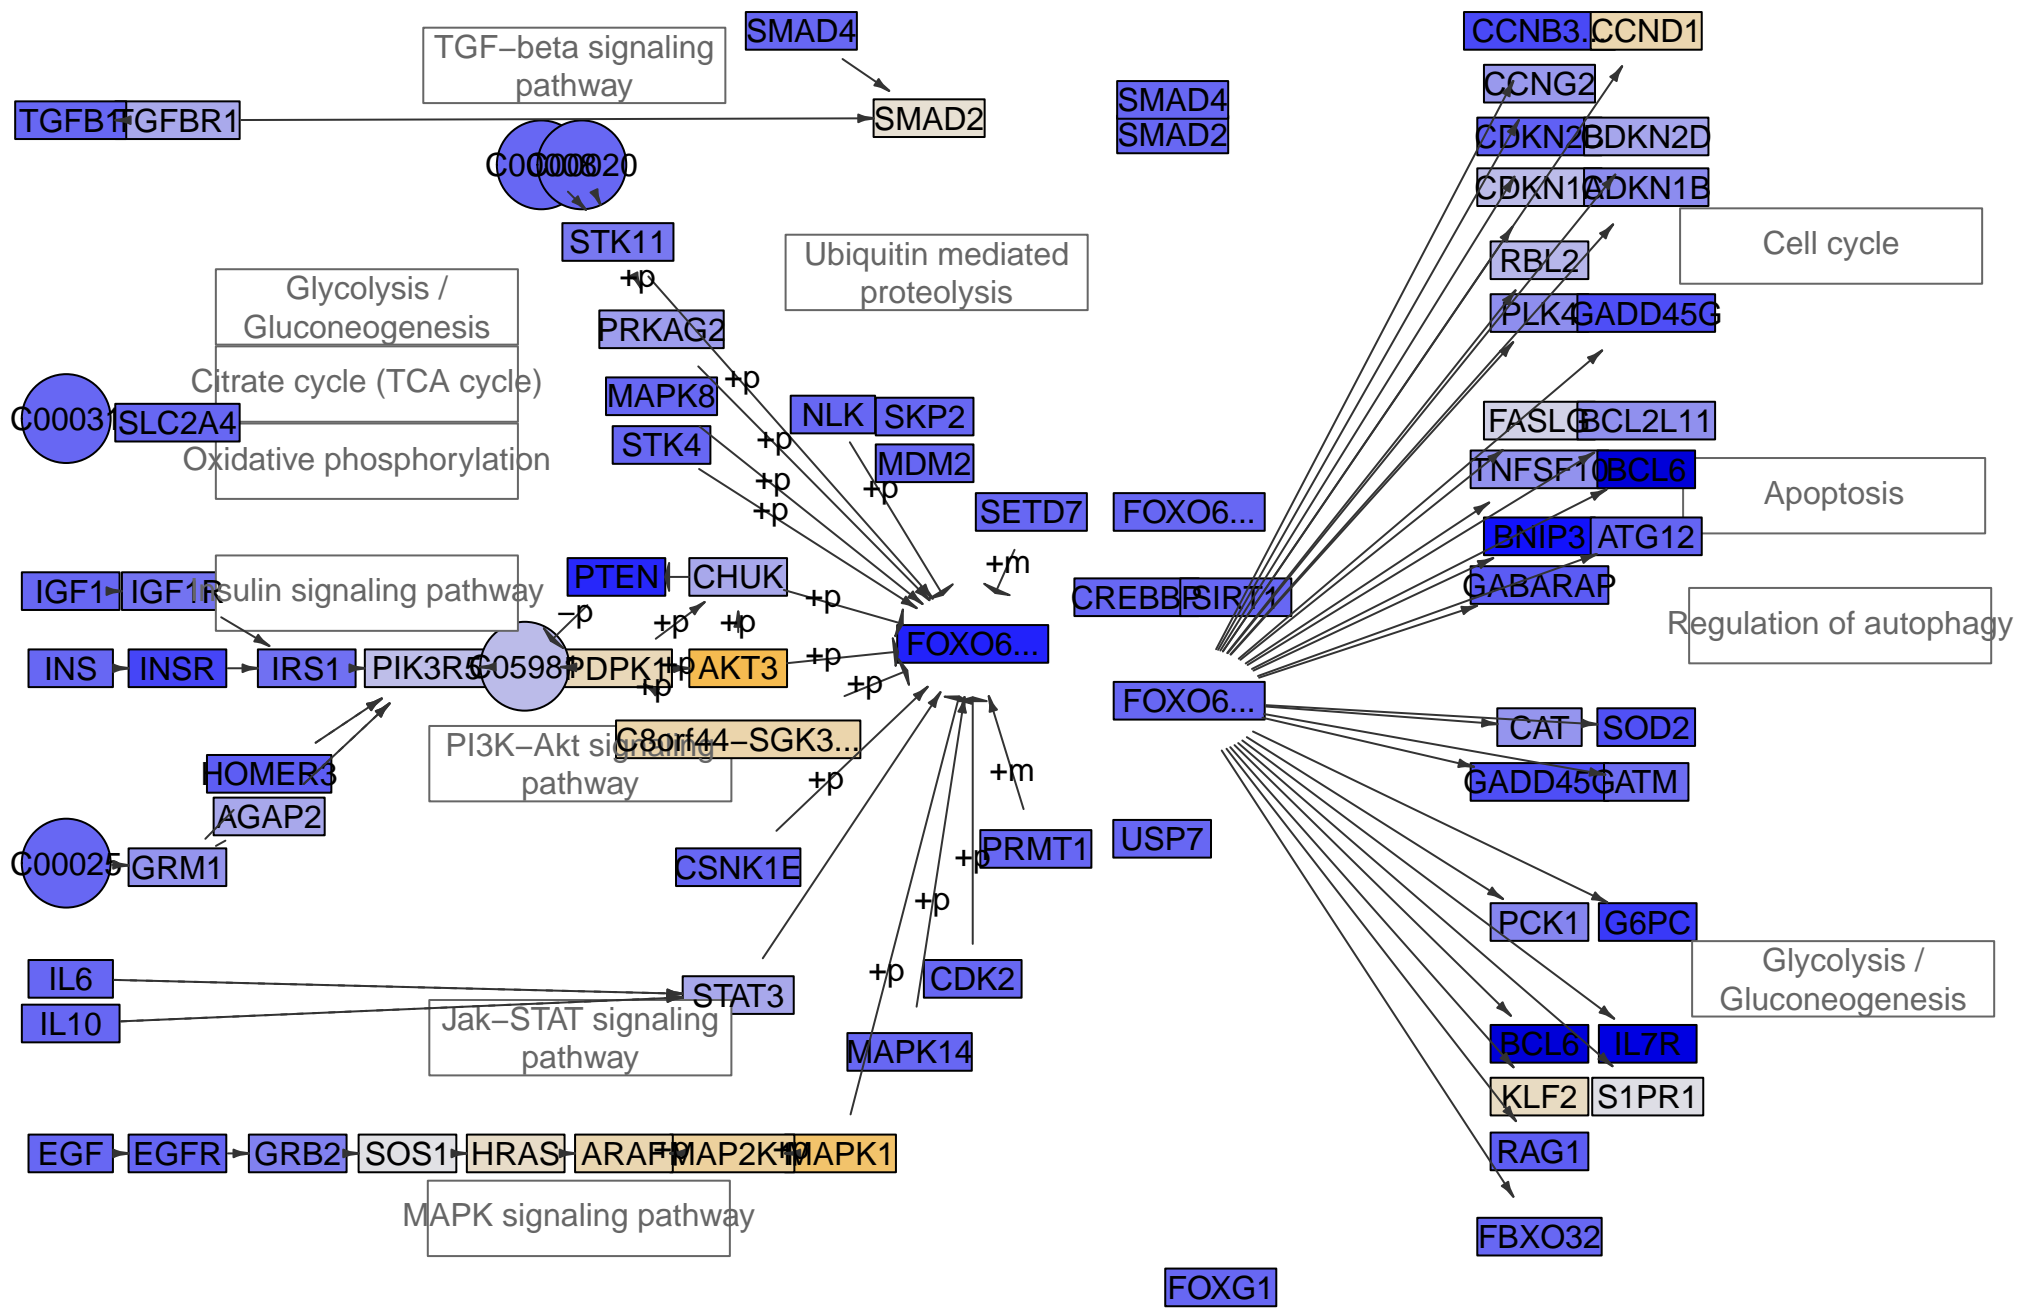 SMAD4
TGF−beta signaling
pathway
TGFB1
TGFBR1
SMAD2
SMAD4
SMAD2
C00020
STK11
+p
Ubiquitin mediated
proteolysis
Glycolysis /
Gluconeogenesis
Citrate cycle (TCA cycle)
Oxidative phosphorylation
C00031
SLC2A4
PRKAG2
+p
MAPK8
+p
STK4
+p
+p
NLK
SKP2
MDM2
+p
SETD7
+m
FOXO6...
CREBBP
SIRT1
IGF1
IGF1R
Insulin signaling pathway
PTEN
CHUK
−p
+p
+p
+p
FOXO6...
INS
INSR
IRS1
PIK3R5
C05981
PDPK1
+p
+p
AKT3
+p
+p
C8orf44−SGK3...
PI3K−Akt signaling
pathway
FOXO6...
HOMER3
AGAP2
C00025
GRM1
CSNK1E
+p
+m
PRMT1
USP7
+p
+p
+p
IL6
IL10
STAT3
Jak−STAT signaling
pathway
CDK2
MAPK14
EGF
EGFR
GRB2
SOS1
HRAS
ARAF
+p
MAP2K1
+p
MAPK1
MAPK signaling pathway
FOXG1
CCNB3...
CCND1
CCNG2
CDKN2B
CDKN2D
CDKN1A
CDKN1B
Cell cycle
RBL2
PLK4
GADD45G
FASLG
BCL2L11
TNFSF10
BCL6
Apoptosis
BNIP3
ATG12
GABARAP
Regulation of autophagy
CAT
SOD2
GADD45G
ATM
PCK1
G6PC
Glycolysis /
Gluconeogenesis
BCL6
IL7R
KLF2
S1PR1
RAG1
FBXO32